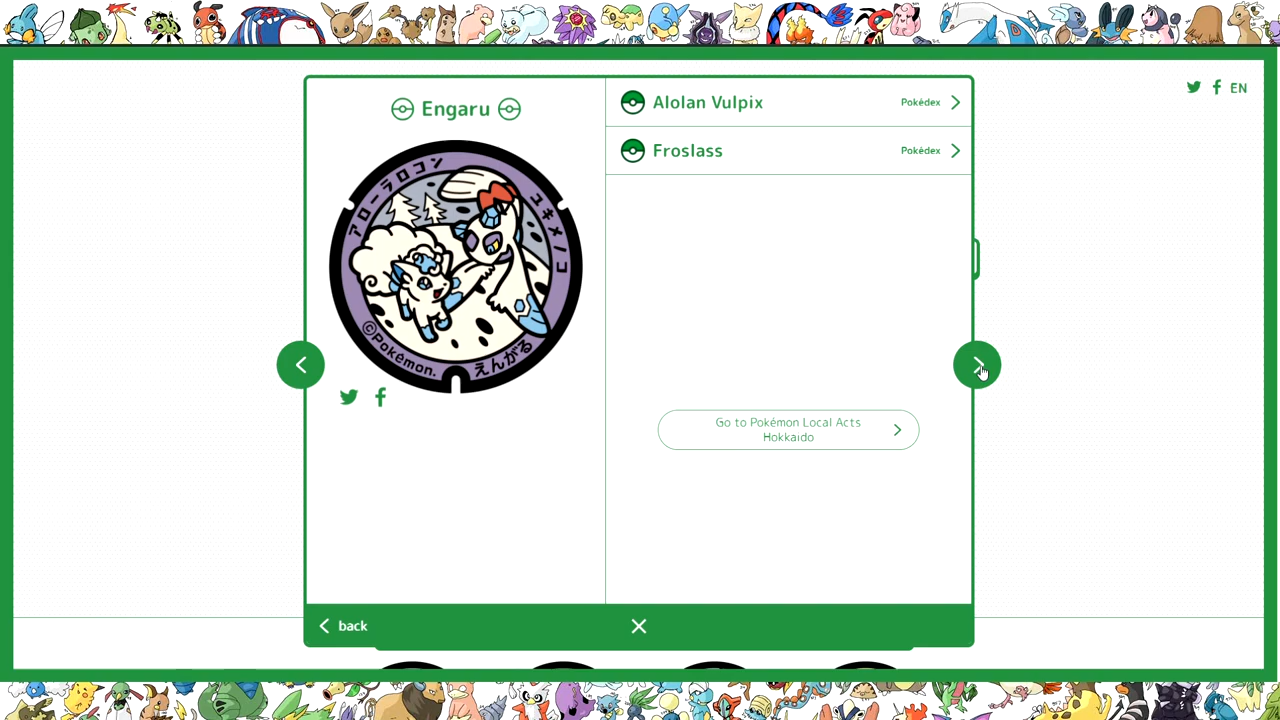 EN
Engaru
アローラロコン
ユキメノコ
©Pokémon.
えんがる
Alolan Vulpix
Pokédex
Froslass
Pokédex
Go to Pokémon Local Acts
Hokkaido
back